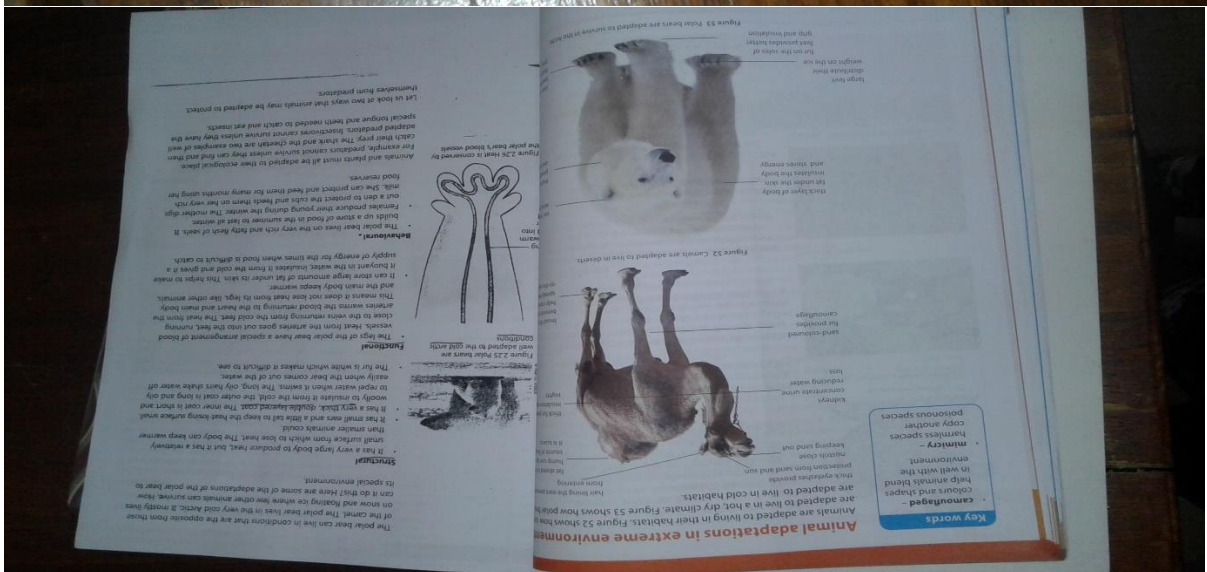 Key words
• camouflaged –
colours and shapes
help animals blend
in well with the
environment
• mimicry –
harmless species
copy another
poisonous species
Animal adaptations in extreme environmen
Animals are adapted to living in their habitats. Figure 52 shows how
are adapted to live in a hot, dry climate. Figure 53 shows how polar
are adapted to live in cold habitats.
thick eyelashes provide
protection from sand and sun
nostrils close
keeping sand out
kidneys
concentrate urine
reducing water
loss
sand-coloured
fur provides
camouflage
hair lining the ears
from entering
Figure 52 Camels are adapted to live in deserts
thick layer of body
fat under the skin
insulates the body
and stores energy
large feet
distribute their
weight on the ice
fur on the soles of
feet provides better
grip and insulation
Figure 53 Polar bears are adapted to survive in the
The polar bear can live in conditions that are the opposite from those
of the camel. The polar bear lives in the very cold Arctic. It mostly lives
on snow and floating ice where few other animals can survive. How
can it do this? Here are some of the adaptations of the polar bear to
its special environment.
Structural
• It has a very large body to produce heat, but it has a relatively
small surface from which to lose heat. The body can keep warmer
than smaller animals could.
• It has small ears and a little tail to keep the heat losing surface small.
• It has a very thick, double layered coat. The inner coat is short and
woolly to insulate it from the cold, the outer coat is long and oily
to repel water when it swims. The long, oily hairs shake water off
easily when the bear comes out of the water.
• The fur is white which makes it difficult to see.
Functional
• The legs of the polar bear have a special arrangement of blood
vessels. Heat from the arteries goes out into the feet, running
close to the veins returning from the cold feet. The heat from the
arteries warms the blood returning to the heart and main body.
This means it does not lose heat from its legs, like other animals,
and the main body keeps warmer.
• It can store large amounts of fat under its skin. This helps to make
it buoyant in the water, insulates it from the cold and gives it a
supply of energy for the times when food is difficult to catch.
Behavioural
• The polar bear lives on the very rich and fatty flesh of seals. It
builds up a store of food in the summer to last all winter.
• Females produce their young during the winter. The mother digs
out a den to protect the cubs and feeds them on her very rich
milk. She can protect and feed them for many months using her
food reserves.
Animals and plants must all be adapted to their ecological place.
For example, predators cannot survive unless they can find and then
catch their prey. The shark and the cheetah are two examples of well
adapted predators. Insectivores cannot survive unless they have the
special tongue and teeth needed to catch and eat insects.
Let us look at two ways that animals may be adapted to protect
themselves from predators.
Figure 2.25 Polar bears are
well adapted to the cold arctic
conditions
warm
into
Figure 2.26 Heat is conserved by
the polar bear's blood vessels